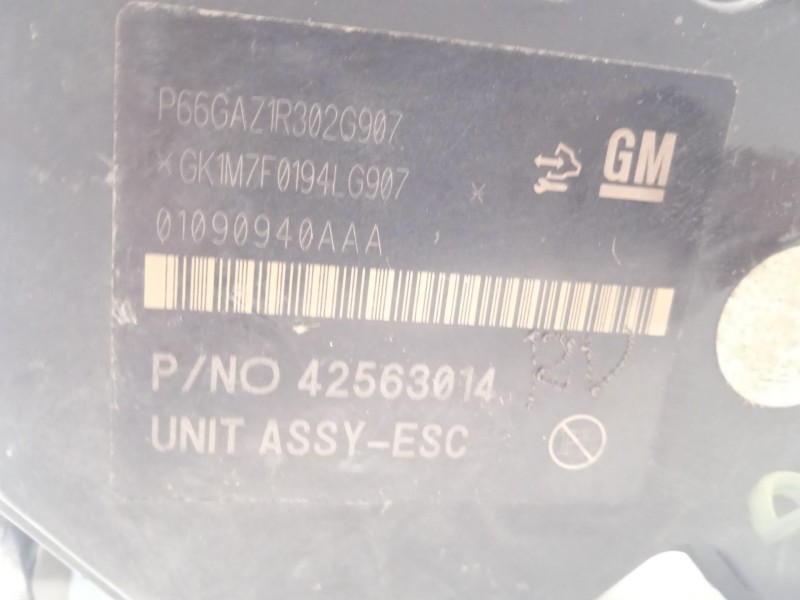 P66GAZ1R302G907
*GK1M7F0194LG907 *
01090940AAA
GM
P/NO 42563014
UNIT ASSY-ESC